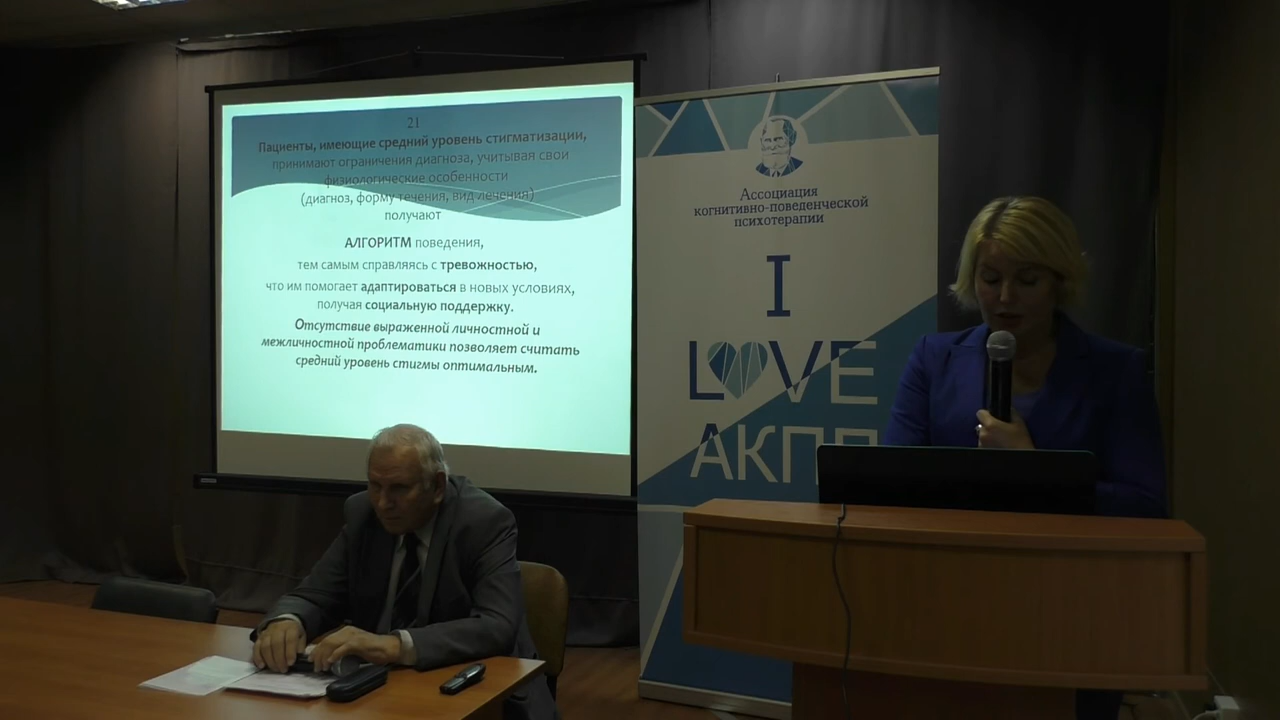 21
Пациенты, имеющие средний уровень стигматизации,
принимают ограничения диагноза, учитывая свои
физиологические особенности
(диагноз, форму течения, вид лечения)
получают
АЛГОРИТМ поведения,
тем самым справляясь с тревожностью,
что им помогает адаптироваться в новых условиях,
получая социальную поддержку.
Отсутствие выраженной личностной и
межличностной проблематики позволяет считать
средний уровень стигмы оптимальным.
Ассоциация
когнитивно-поведенческой
психотерапии
I
LOVE
АКПП